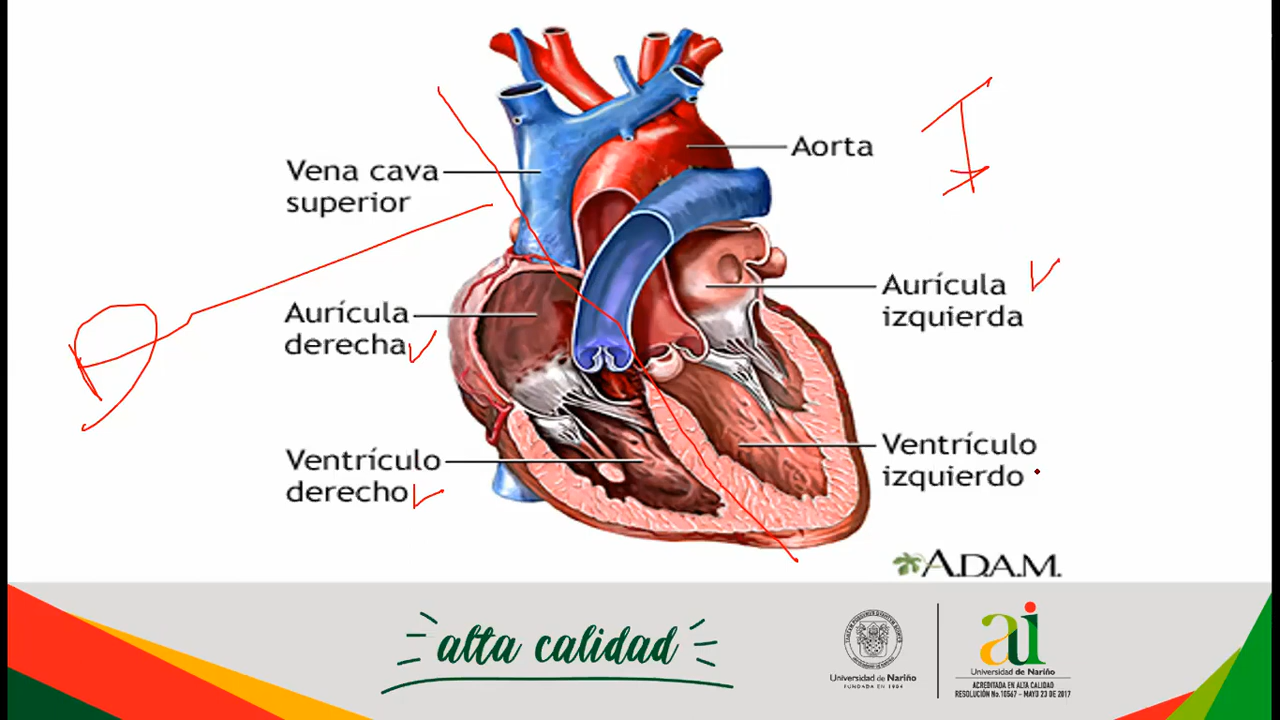 Aorta
I
Vena cava
superior
D
Aurícula
derecha
Aurícula
izquierda
Ventrículo
derecho
Ventrículo
izquierdo
A.D.A.M.
alta calidad
Universidad de Nariño
FUNDADA EN 1904
ai
Universidad de Nariño
ACREDITADA EN ALTA CALIDAD
RESOLUCIÓN No.10567 - MAYO 23 DE 2017